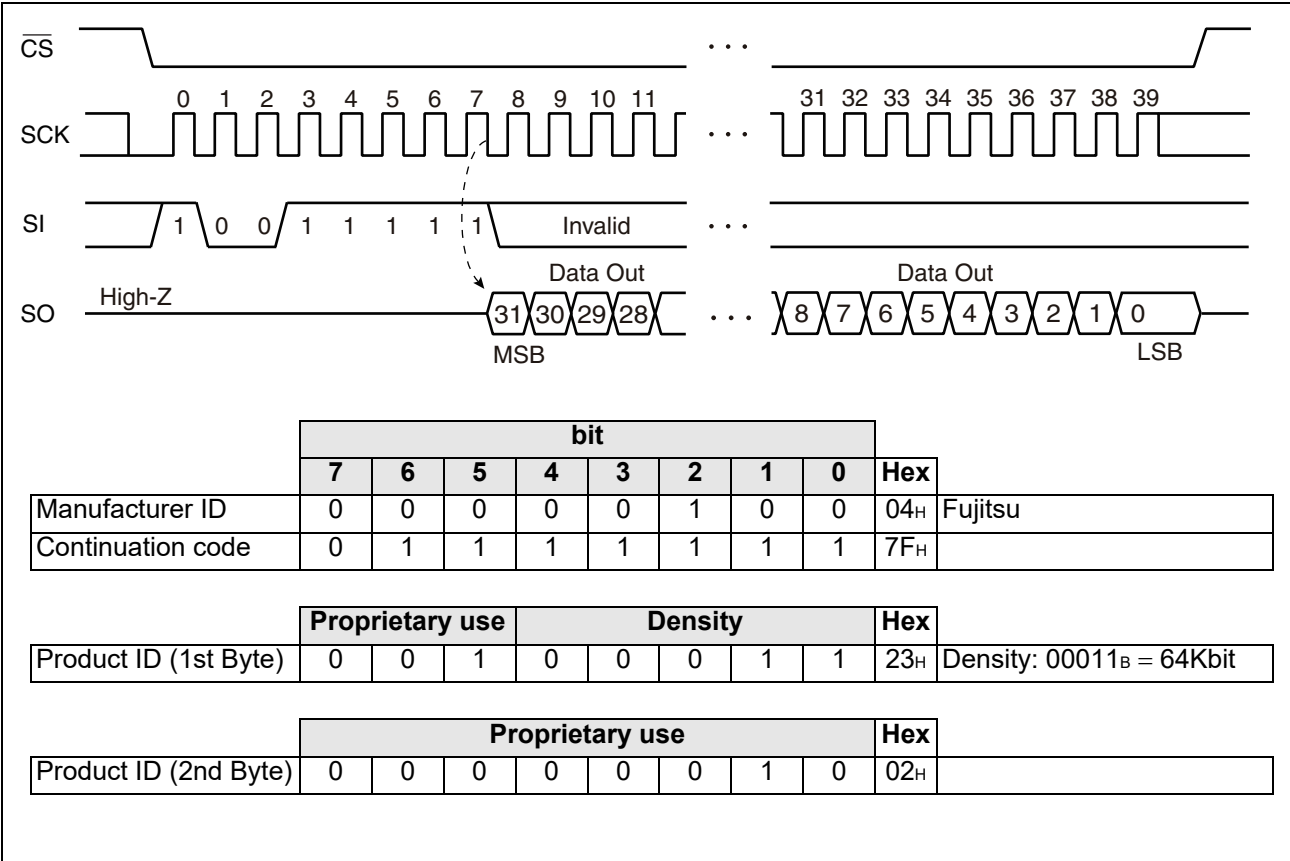 CS
. . .
0 1 2 3 4 5 6 7 8 9 10 11 31 32 33 34 35 36 37 38 39
SCK . . .
SI 1 0 0 1 1 1 1 1 Invalid . . .
Data Out Data Out
High-Z
SO 31 30 29 28 . . . 8 7 6 5 4 3 2 1 0
MSB LSB
bit
7 6 5 4 3 2 1 0 Hex
Manufacturer ID 0 0 0 0 0 1 0 0 04H Fujitsu
Continuation code 0 1 1 1 1 1 1 1 7FH
Proprietary use Density Hex
Product ID (1st Byte) 0 0 1 0 0 0 1 1 23H Density: 00011B = 64Kbit
Proprietary use Hex
Product ID (2nd Byte) 0 0 0 0 0 0 1 0 02H